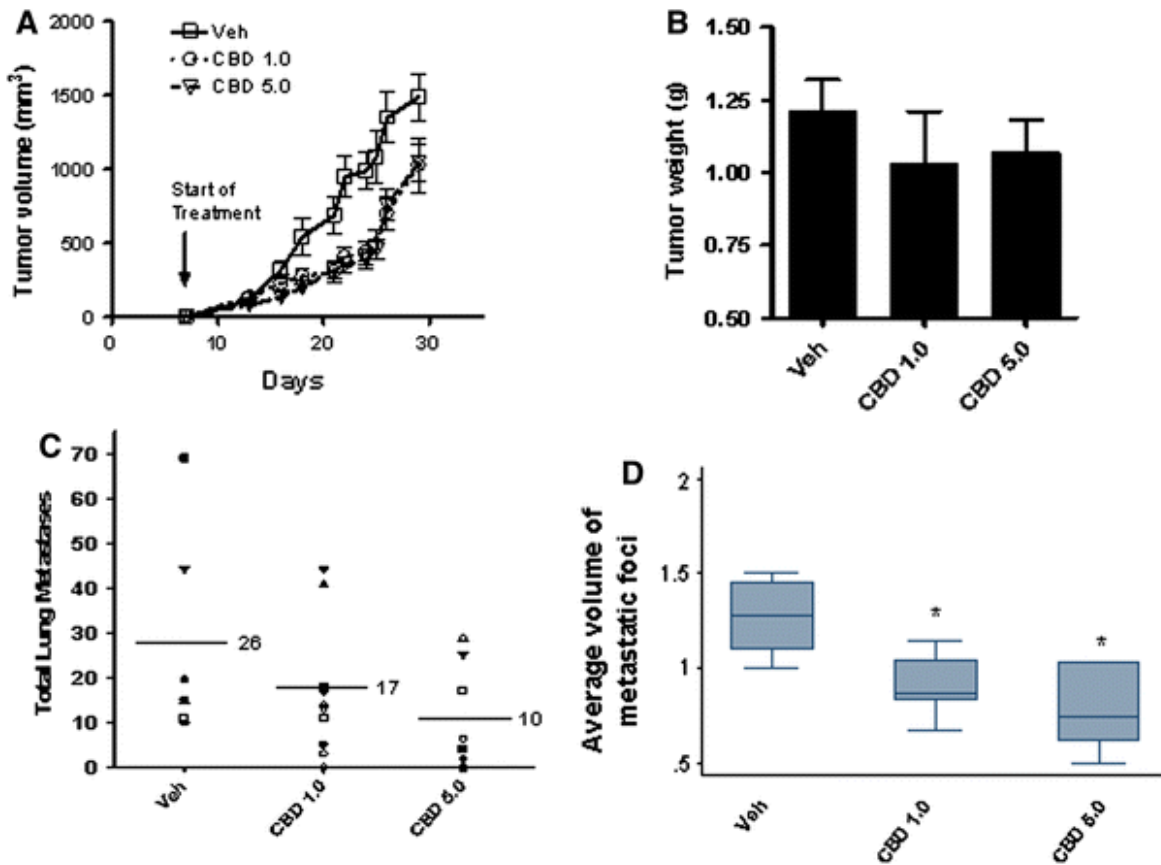 A
Tumor volume (mm³)
2000
1500
1000
500
0
Veh
CBD 1.0
CBD 5.0
Start of
Treatment
0
10
20
30
Days
B
Tumor weight (g)
1.50
1.25
1.00
0.75
0.50
Veh
CBD 1.0
CBD 5.0
C
Total Lung Metastases
70
60
50
40
30
20
10
0
26
17
10
Veh
CBD 1.0
CBD 5.0
D
Average volume of
metastatic foci
2
1.5
1
.5
*
*
Veh
CBD 1.0
CBD 5.0